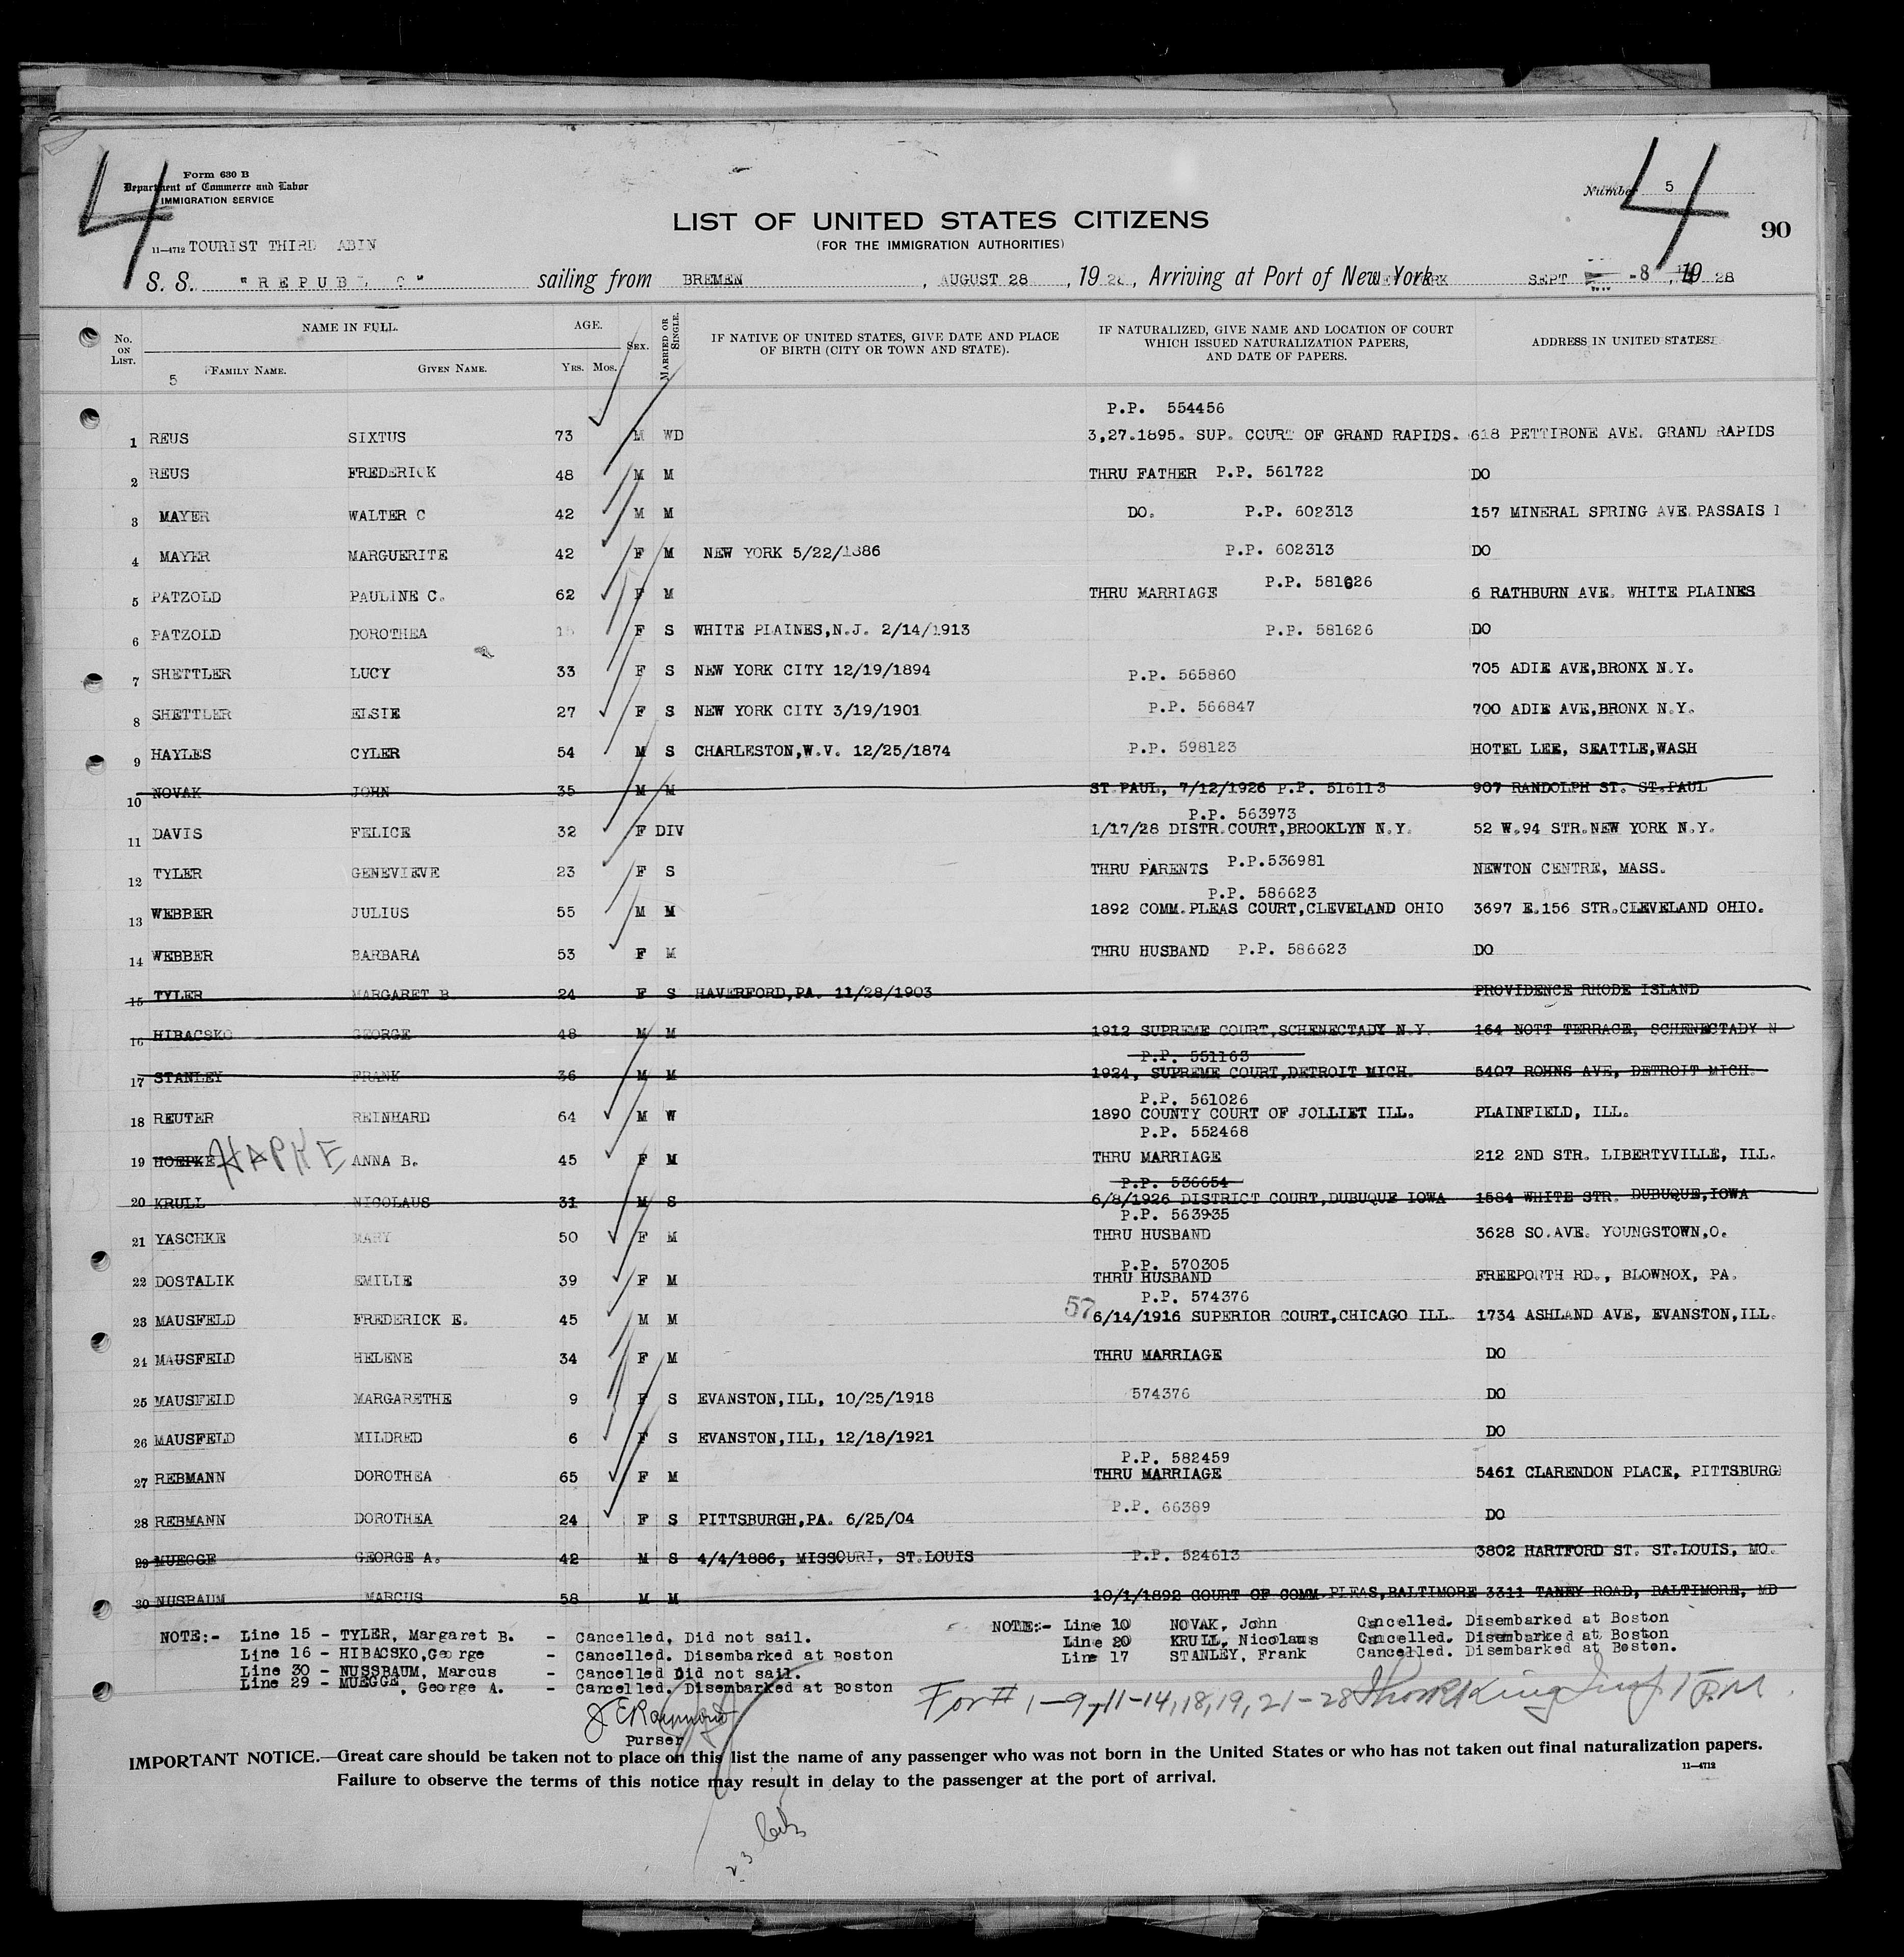 4
4
Form 630 B
Department of Commerce and Labor
IMMIGRATION SERVICE
Number 5
90
LIST OF UNITED STATES CITIZENS
(FOR THE IMMIGRATION AUTHORITIES)
11—4712 TOURIST THIRD ABIN
S. S. "REPUBL C" sailing from BREMEN, AUGUST 28, 1928, Arriving at Port of New York SEPT -8, 1928
No. ON LIST.
NAME IN FULL.
AGE.
SEX.
MARRIED OR SINGLE.
IF NATIVE OF UNITED STATES, GIVE DATE AND PLACE OF BIRTH (CITY OR TOWN AND STATE).
IF NATURALIZED, GIVE NAME AND LOCATION OF COURT WHICH ISSUED NATURALIZATION PAPERS, AND DATE OF PAPERS.
ADDRESS IN UNITED STATES.
5 FAMILY NAME. GIVEN NAME. YRS. MOS.
P.P. 554456
1 REUS SIXTUS 73 M WD 3,27.1895. SUP. COURT OF GRAND RAPIDS. 618 PETTIBONE AVE. GRAND RAPIDS
2 REUS FREDERICK 48 M M THRU FATHER P.P. 561722 DO
3 MAYER WALTER C 42 M M DO. P.P. 602313 157 MINERAL SPRING AVE PASSAIS
4 MAYER MARGUERITE 42 F M NEW YORK 5/22/1886 P.P. 602313 DO
5 PATZOLD PAULINE C. 62 F M THRU MARRIAGE P.P. 581626 6 RATHBURN AVE. WHITE PLAINES
6 PATZOLD DOROTHEA 15 F S WHITE PLAINES,N.J. 2/14/1913 P.P. 581626 DO
7 SHETTLER LUCY 33 F S NEW YORK CITY 12/19/1894 P.P. 565860 705 ADIE AVE,BRONX N.Y.
8 SHETTLER ELSIE 27 F S NEW YORK CITY 3/19/1901 P.P. 566847 700 ADIE AVE,BRONX N.Y.
9 HAYLES CYLER 54 M S CHARLESTON,W.V. 12/25/1874 P.P. 598123 HOTEL LEE, SEATTLE,WASH
10 NOVAK JOHN 35 M M ST PAUL, 7/12/1926 P.P. 516113 907 RANDOLPH ST. ST.PAUL
P.P. 563973
11 DAVIS FELICE 32 F DIV 1/17/28 DISTR.COURT,BROOKLYN N.Y. 52 W.94 STR.NEW YORK N.Y.
12 TYLER GENEVIEVE 23 F S THRU PARENTS P.P.536981 NEWTON CENTRE, MASS.
P.P. 586623
13 WEBBER JULIUS 55 M M 1892 COMM.PLEAS COURT,CLEVELAND OHIO 3697 E.156 STR.CLEVELAND OHIO.
14 WEBBER BARBARA 53 F M THRU HUSBAND P.P. 586623 DO
15 TYLER MARGARET B 24 F S HAVERFORD,PA. 11/28/1903 PROVIDENCE RHODE ISLAND
16 HIBACSKO GEORGE 48 M M 1912 SUPREME COURT,SCHENECTADY N.Y. 164 NOTT TERRACE, SCHENECTADY N
P.P. 551163
17 STANLEY FRANK 36 M M 1924, SUPREME COURT,DETROIT MICH. 5407 ROHNS AVE, DETROIT MICH.
P.P. 561026
18 REUTER REINHARD 64 M W 1890 COUNTY COURT OF JOLLIET ILL. PLAINFIELD, ILL.
P.P. 552468
19 HOEPKE HAPKE ANNA B. 45 F M THRU MARRIAGE 212 2ND STR. LIBERTYVILLE, ILL.
P.P. 536654
20 KRULL NICOLAUS 31 M S 6/8/1926 DISTRICT COURT,DUBUQUE IOWA 1584 WHITE STR. DUBUQUE,IOWA
P.P. 563935
21 YASCHKE MARY 50 F M THRU HUSBAND 3628 SO.AVE. YOUNGSTOWN,O.
P.P. 570305
22 DOSTALIK EMILIE 39 F M THRU HUSBAND FREEPORTH RD., BLOWNOX, PA.
P.P. 574376
23 MAUSFELD FREDERICK E. 45 M M 57 6/14/1916 SUPERIOR COURT,CHICAGO ILL. 1734 ASHLAND AVE, EVANSTON,ILL.
24 MAUSFELD HELENE 34 F M THRU MARRIAGE DO
25 MAUSFELD MARGARETHE 9 F S EVANSTON,ILL, 10/25/1918 574376 DO
26 MAUSFELD MILDRED 6 F S EVANSTON,ILL, 12/18/1921 DO
P.P. 582459
27 REBMANN DOROTHEA 65 F M THRU MARRIAGE 5461 CLARENDON PLACE, PITTSBURG
28 REBMANN DOROTHEA 24 F S PITTSBURGH,PA. 6/25/04 P.P. 66389 DO
29 MUEGGE GEORGE A. 42 M S 4/4/1886, MISSOURI, ST.LOUIS P.P. 524613 3802 HARTFORD ST. ST.LOUIS, MO.
30 NUSBAUM MARCUS 58 M M 10/1/1892 COURT OF COMM.PLEAS,BALTIMORE 3311 TANEY ROAD, BALTIMORE, MD
NOTE:- Line 15 - TYLER, Margaret B. - Cancelled, Did not sail.
Line 16 - HIBACSKO,George - Cancelled. Disembarked at Boston
Line 30 - NUSSBAUM, Marcus - Cancelled Did not sail.
Line 29 - MUEGGE, George A. - Cancelled. Disembarked at Boston
NOTE:- Line 10 NOVAK, John Cancelled. Disembarked at Boston
Line 20 KRULL, Nicolaus Cancelled. Disembarked at Boston
Line 17 STANLEY, Frank Cancelled. Disembarked at Boston.
For # 1-9, 11-14, 18, 19, 21-28
J. E Raymond
Purser
IMPORTANT NOTICE.—Great care should be taken not to place on this list the name of any passenger who was not born in the United States or who has not taken out final naturalization papers.
Failure to observe the terms of this notice may result in delay to the passenger at the port of arrival.
11—4712
23